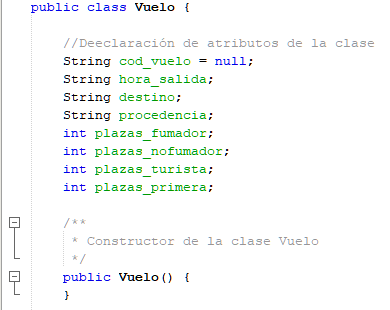 public class Vuelo {
//Deeclaración de atributos de la clase
String cod_vuelo = null;
String hora_salida;
String destino;
String procedencia;
int plazas_fumador;
int plazas_nofumador;
int plazas_turista;
int plazas_primera;
/**
* Constructor de la clase Vuelo
*/
public Vuelo() {
}